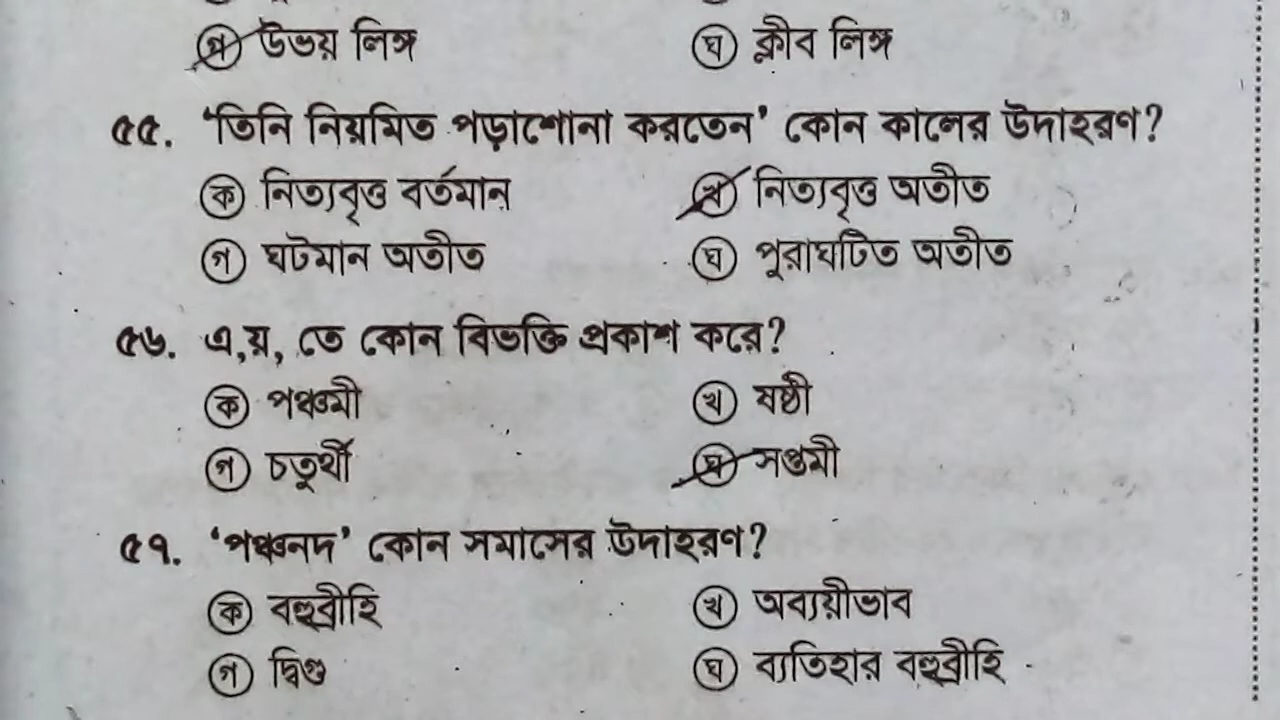 গ উভয় লিঙ্গ ঘ ক্লীব লিঙ্গ
৫৫. ‘তিনি নিয়মিত পড়াশোনা করতেন’ কোন কালের উদাহরণ?
ক নিত্যবৃত্ত বর্তমান খ নিত্যবৃত্ত অতীত
গ ঘটমান অতীত ঘ পুরাঘটিত অতীত
৫৬. এ,য়, তে কোন বিভক্তি প্রকাশ করে?
ক পঞ্চমী খ ষষ্ঠী
গ চতুর্থী ঘ সপ্তমী
৫৭. ‘পঞ্চনদ’ কোন সমাসের উদাহরণ?
ক বহুব্রীহি খ অব্যয়ীভাব
গ দ্বিগু ঘ ব্যতিহার বহুব্রীহি